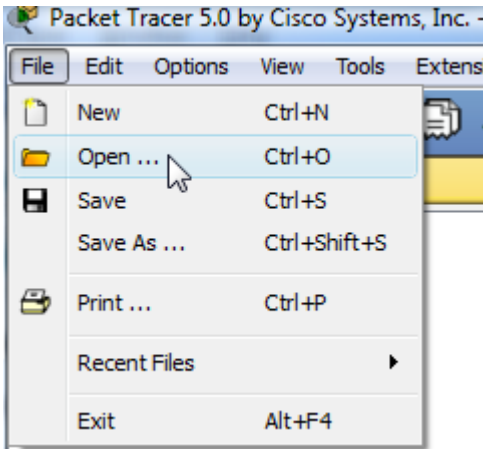 Packet Tracer 5.0 by Cisco Systems, Inc. -
File Edit Options View Tools Extens
New Ctrl+N
Open ... Ctrl+O
Save Ctrl+S
Save As ... Ctrl+Shift+S
Print ... Ctrl+P
Recent Files
Exit Alt+F4